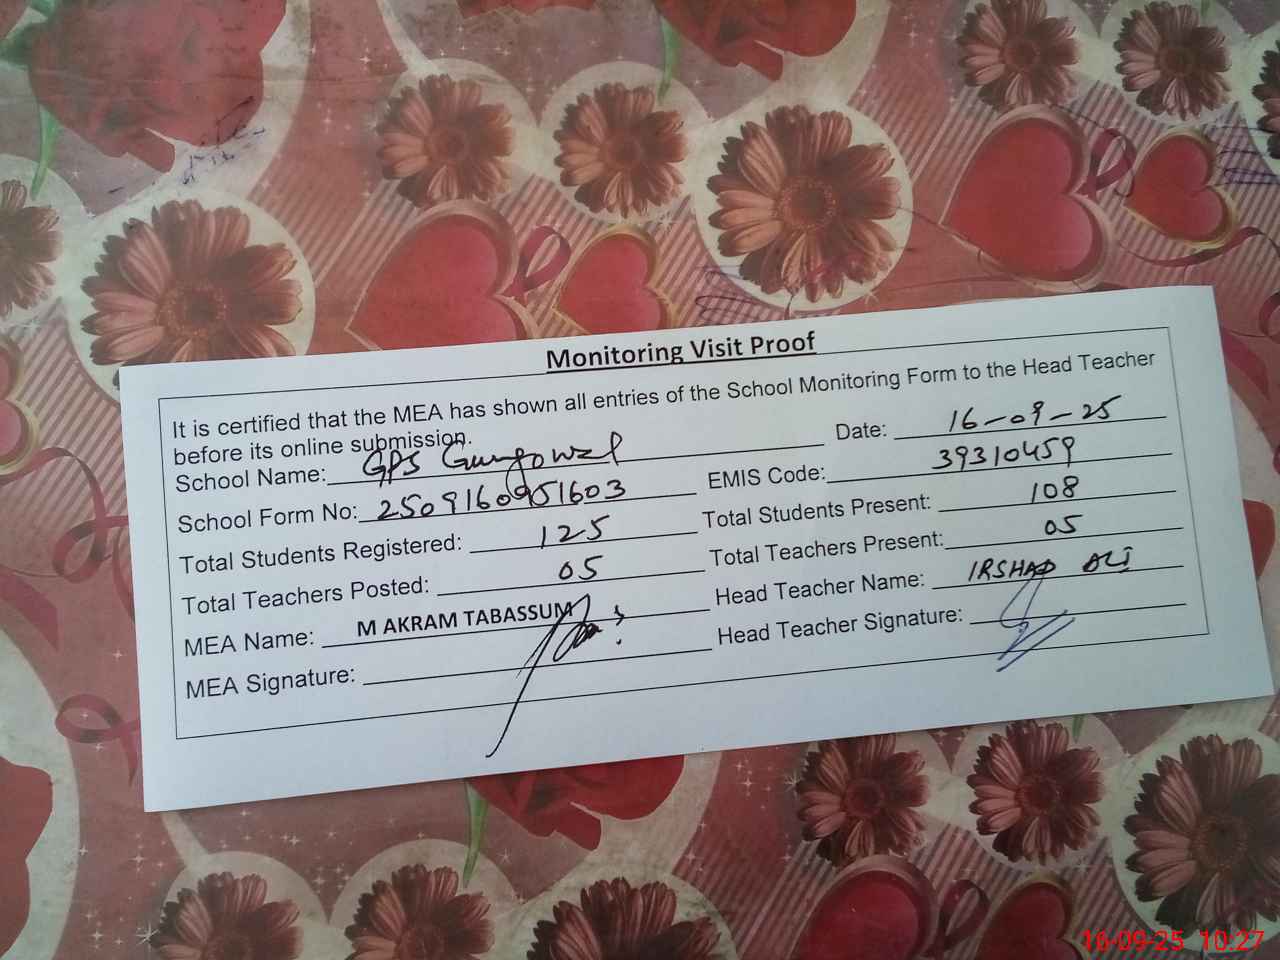 Monitoring Visit Proof
It is certified that the MEA has shown all entries of the School Monitoring Form to the Head Teacher
before its online submission.
Date: 16-09-25
School Name: GPS Gungowal
EMIS Code: 39310459
School Form No: 2509160951603
Total Students Present: 108
Total Students Registered: 125
Total Teachers Present: 05
Total Teachers Posted: 05
Head Teacher Name: IRSHAD ALI
MEA Name: M AKRAM TABASSUM
Head Teacher Signature:
MEA Signature:
16-09-25 10:27